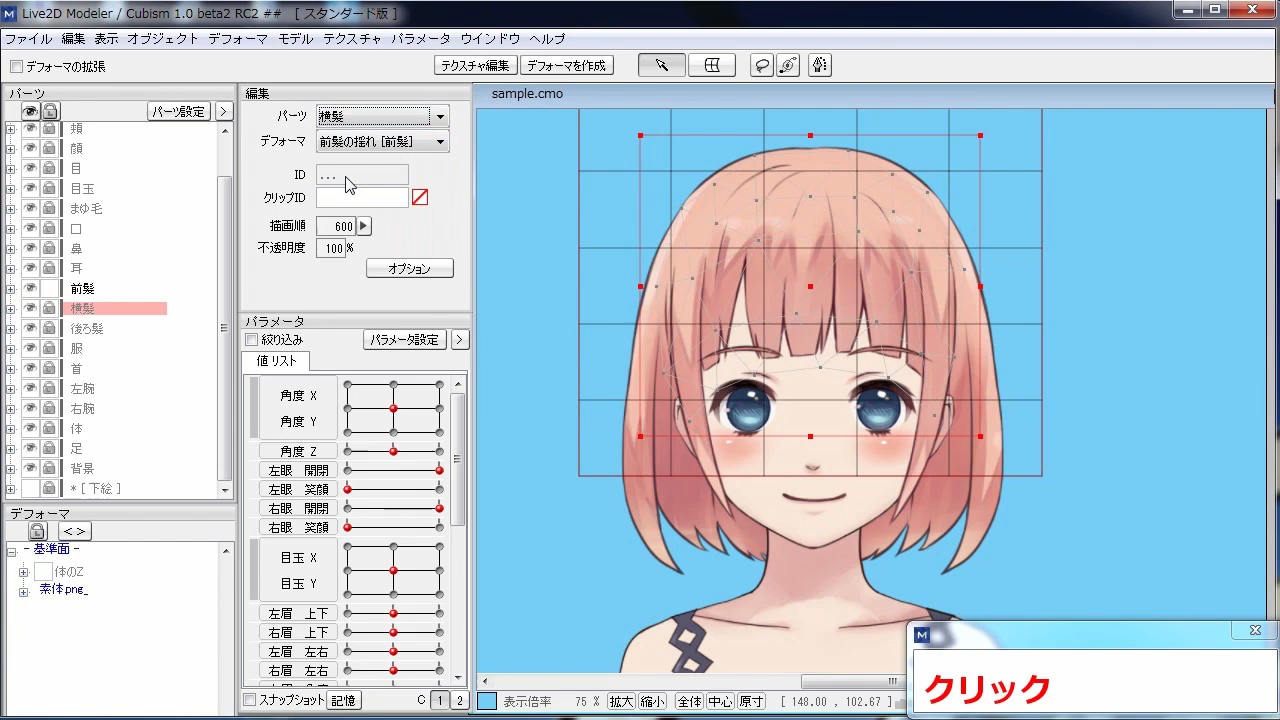 Live2D Modeler / Cubism 1.0 beta2 RC2 ##　[ スタンダード版 ]
ファイル 編集 表示 オブジェクト デフォーマ モデル テクスチャ パラメータ ウインドウ ヘルプ
デフォーマの拡張
テクスチャ編集 デフォーマを作成
パーツ
パーツ設定 >
頬
顔
目
目玉
まゆ毛
口
鼻
耳
前髪
横髪
後ろ髪
服
首
左腕
右腕
体
足
背景
* [ 下絵 ]
デフォーマ
< >
- 基準面 -
体のZ
素体png_
編集
パーツ 横髪
デフォーマ 前髪の揺れ [前髪]
ID ...
クリップID
描画順 600
不透明度 100 %
オプション
パラメータ
絞り込み パラメータ設定 >
値 リスト
角度 X
角度 Y
角度 Z
左眼　開閉
左眼　笑顔
右眼　開閉
右眼　笑顔
目玉 X
目玉 Y
左眉　上下
右眉　上下
左眉　左右
右眉　左右
スナップショット 記憶 C 1 2
sample.cmo
表示倍率 75 % 拡大 縮小 全体 中心 原寸 [ 148.00 , 102.67 ]
クリック